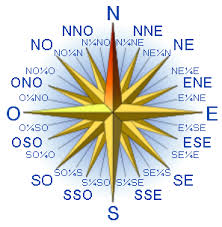 N
NNO NNE
N¼NO N¼NE
NO NO¼N NE¼N NE
NO¼O NE¼E
ONO ENE
O¼NO E¼NE
O E
O¼SO E¼SE
OSO ESE
SO¼O SE¼E
SO SO¼S S¼SO S¼SE SE¼S SE
SSO SSE
S